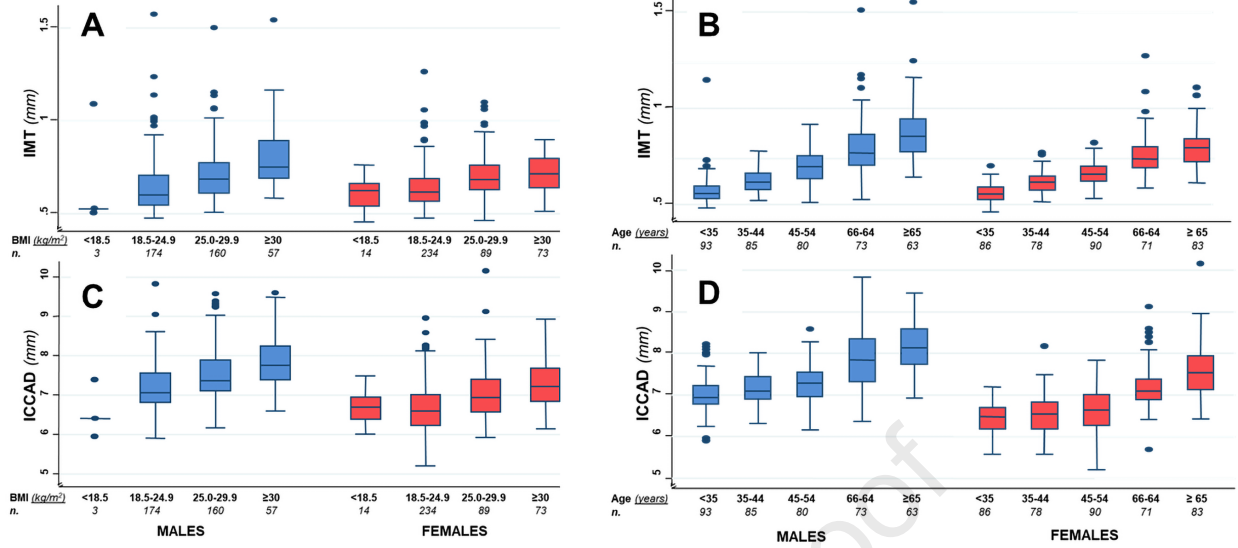 A
B
IMT (mm)
1.5
1
.5
IMT (mm)
1.5
1
.5
BMI (kg/m²) <18.5 18.5-24.9 25.0-29.9 ≥30 <18.5 18.5-24.9 25.0-29.9 ≥30
n. 3 174 160 57 14 234 89 73
Age (years) <35 35-44 45-54 66-64 ≥65 <35 35-44 45-54 66-64 ≥ 65
n. 93 85 80 73 63 86 78 90 71 83
C
D
ICCAD (mm)
10
9
8
7
6
5
ICCAD (mm)
10
9
8
7
6
5
BMI (kg/m²) <18.5 18.5-24.9 25.0-29.9 ≥30 <18.5 18.5-24.9 25.0-29.9 ≥30
n. 3 174 160 57 14 234 89 73
MALES FEMALES
Age (years) <35 35-44 45-54 66-64 ≥65 <35 35-44 45-54 66-64 ≥ 65
n. 93 85 80 73 63 86 78 90 71 83
MALES FEMALES
oof